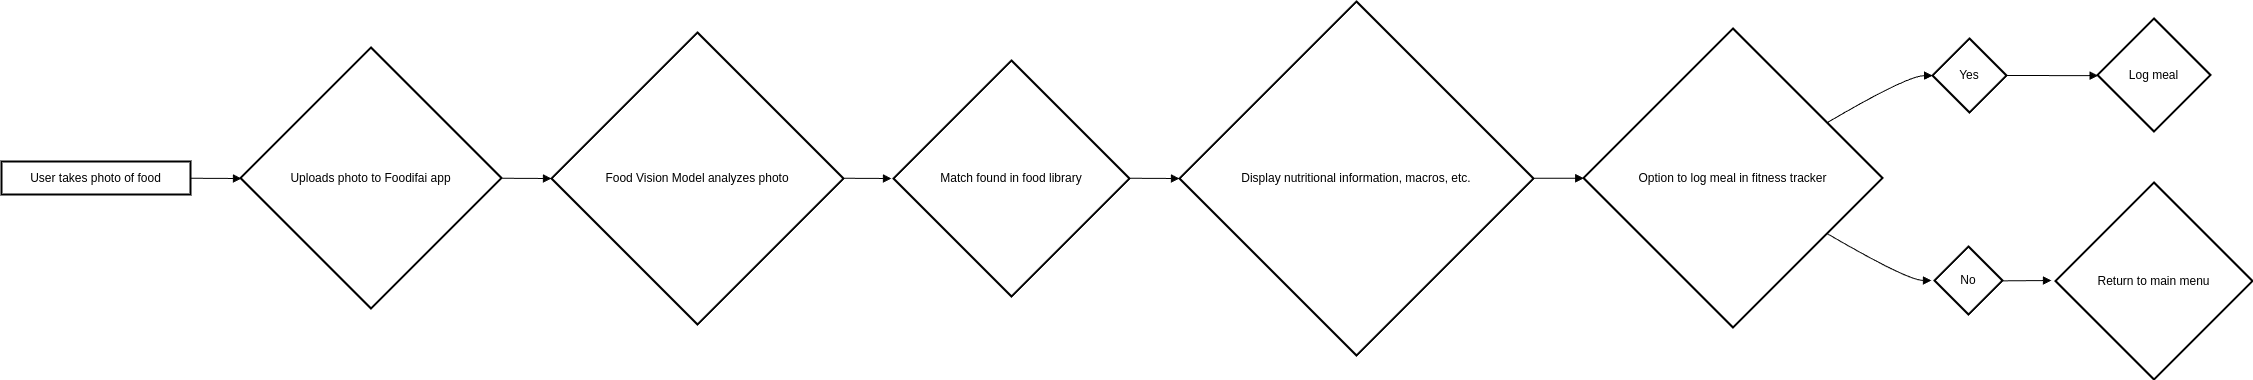 User takes photo of food
Uploads photo to Foodifai app
Food Vision Model analyzes photo
Match found in food library
Display nutritional information, macros, etc.
Option to log meal in fitness tracker
Yes
Log meal
No
Return to main menu